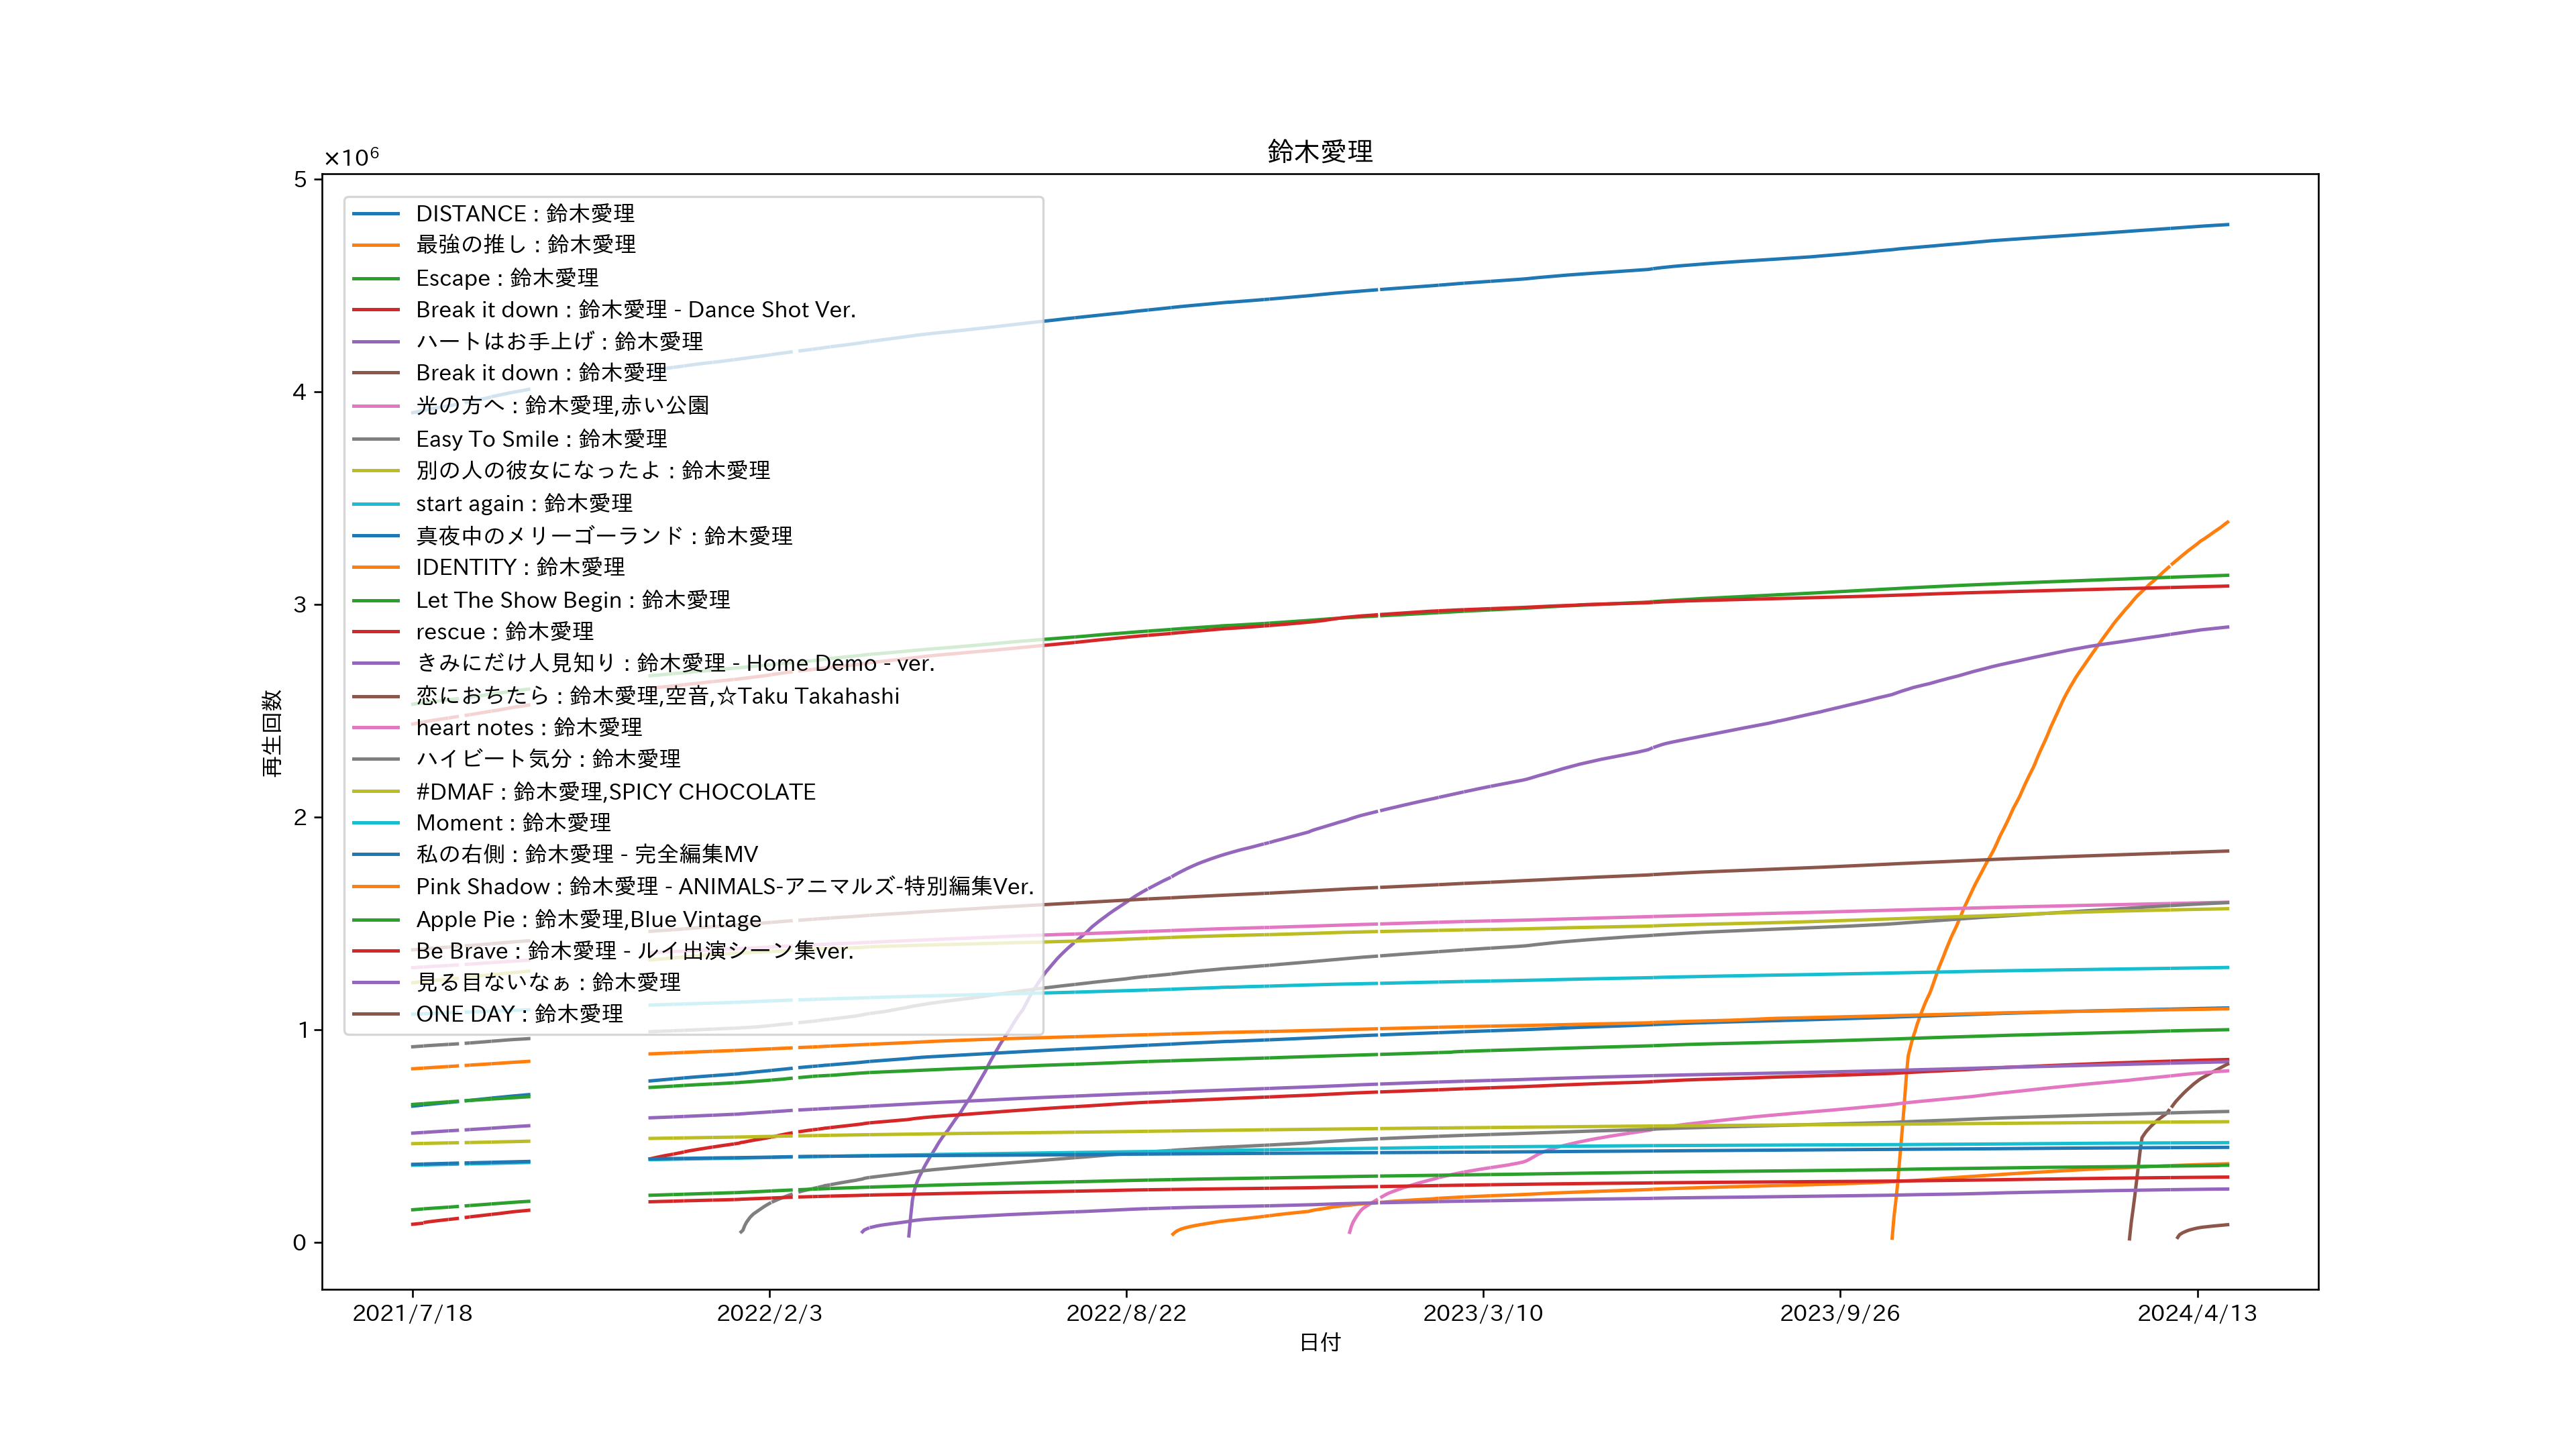 鈴木愛理
×10⁶
5
4
3
2
1
0
再生回数
DISTANCE : 鈴木愛理
最強の推し : 鈴木愛理
Escape : 鈴木愛理
Break it down : 鈴木愛理 - Dance Shot Ver.
ハートはお手上げ : 鈴木愛理
Break it down : 鈴木愛理
光の方へ : 鈴木愛理,赤い公園
Easy To Smile : 鈴木愛理
別の人の彼女になったよ : 鈴木愛理
start again : 鈴木愛理
真夜中のメリーゴーランド : 鈴木愛理
IDENTITY : 鈴木愛理
Let The Show Begin : 鈴木愛理
rescue : 鈴木愛理
きみにだけ人見知り : 鈴木愛理 - Home Demo - ver.
恋におちたら : 鈴木愛理,空音,☆Taku Takahashi
heart notes : 鈴木愛理
ハイビート気分 : 鈴木愛理
#DMAF : 鈴木愛理,SPICY CHOCOLATE
Moment : 鈴木愛理
私の右側 : 鈴木愛理 - 完全編集MV
Pink Shadow : 鈴木愛理 - ANIMALS-アニマルズ-特別編集Ver.
Apple Pie : 鈴木愛理,Blue Vintage
Be Brave : 鈴木愛理 - ルイ出演シーン集ver.
見る目ないなぁ : 鈴木愛理
ONE DAY : 鈴木愛理
2021/7/18
2022/2/3
2022/8/22
2023/3/10
2023/9/26
2024/4/13
日付